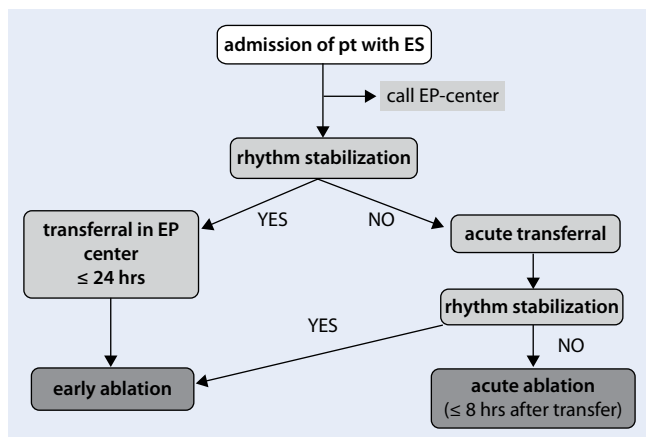 admission of pt with ES
call EP-center
rhythm stabilization
YES
NO
transferral in EP
center
≤ 24 hrs
acute transferral
rhythm stabilization
YES
NO
early ablation
acute ablation
(≤ 8 hrs after transfer)